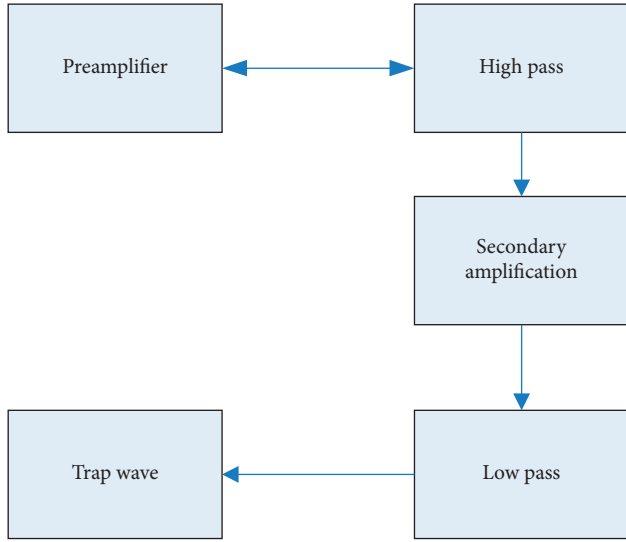 Preamplifier
High pass
Secondary
amplification
Trap wave
Low pass